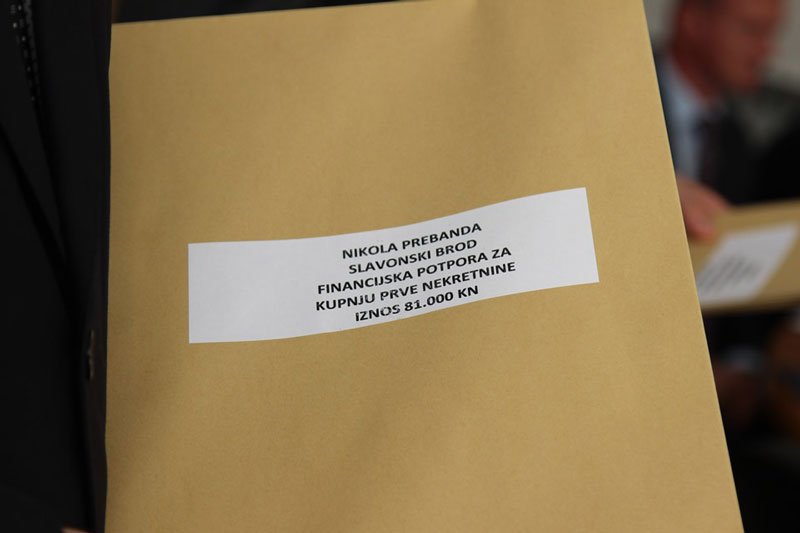 NIKOLA PREBANDA
SLAVONSKI BROD
FINANCIJSKA POTPORA ZA
KUPNJU PRVE NEKRETNINE
IZNOS 81.000 KN